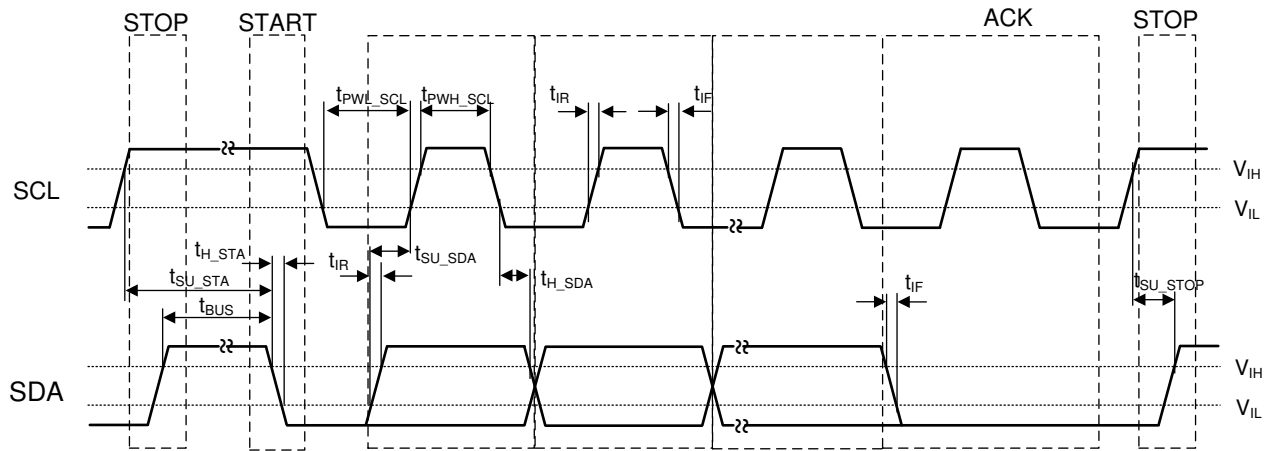 STOP START ACK STOP
tPWL_SCL tPWH_SCL tIR tIF
SCL VIH
VIL
tH_STA tIR tSU_SDA
tSU_STA tH_SDA tIF tSU_STOP
tBUS
SDA VIH
VIL